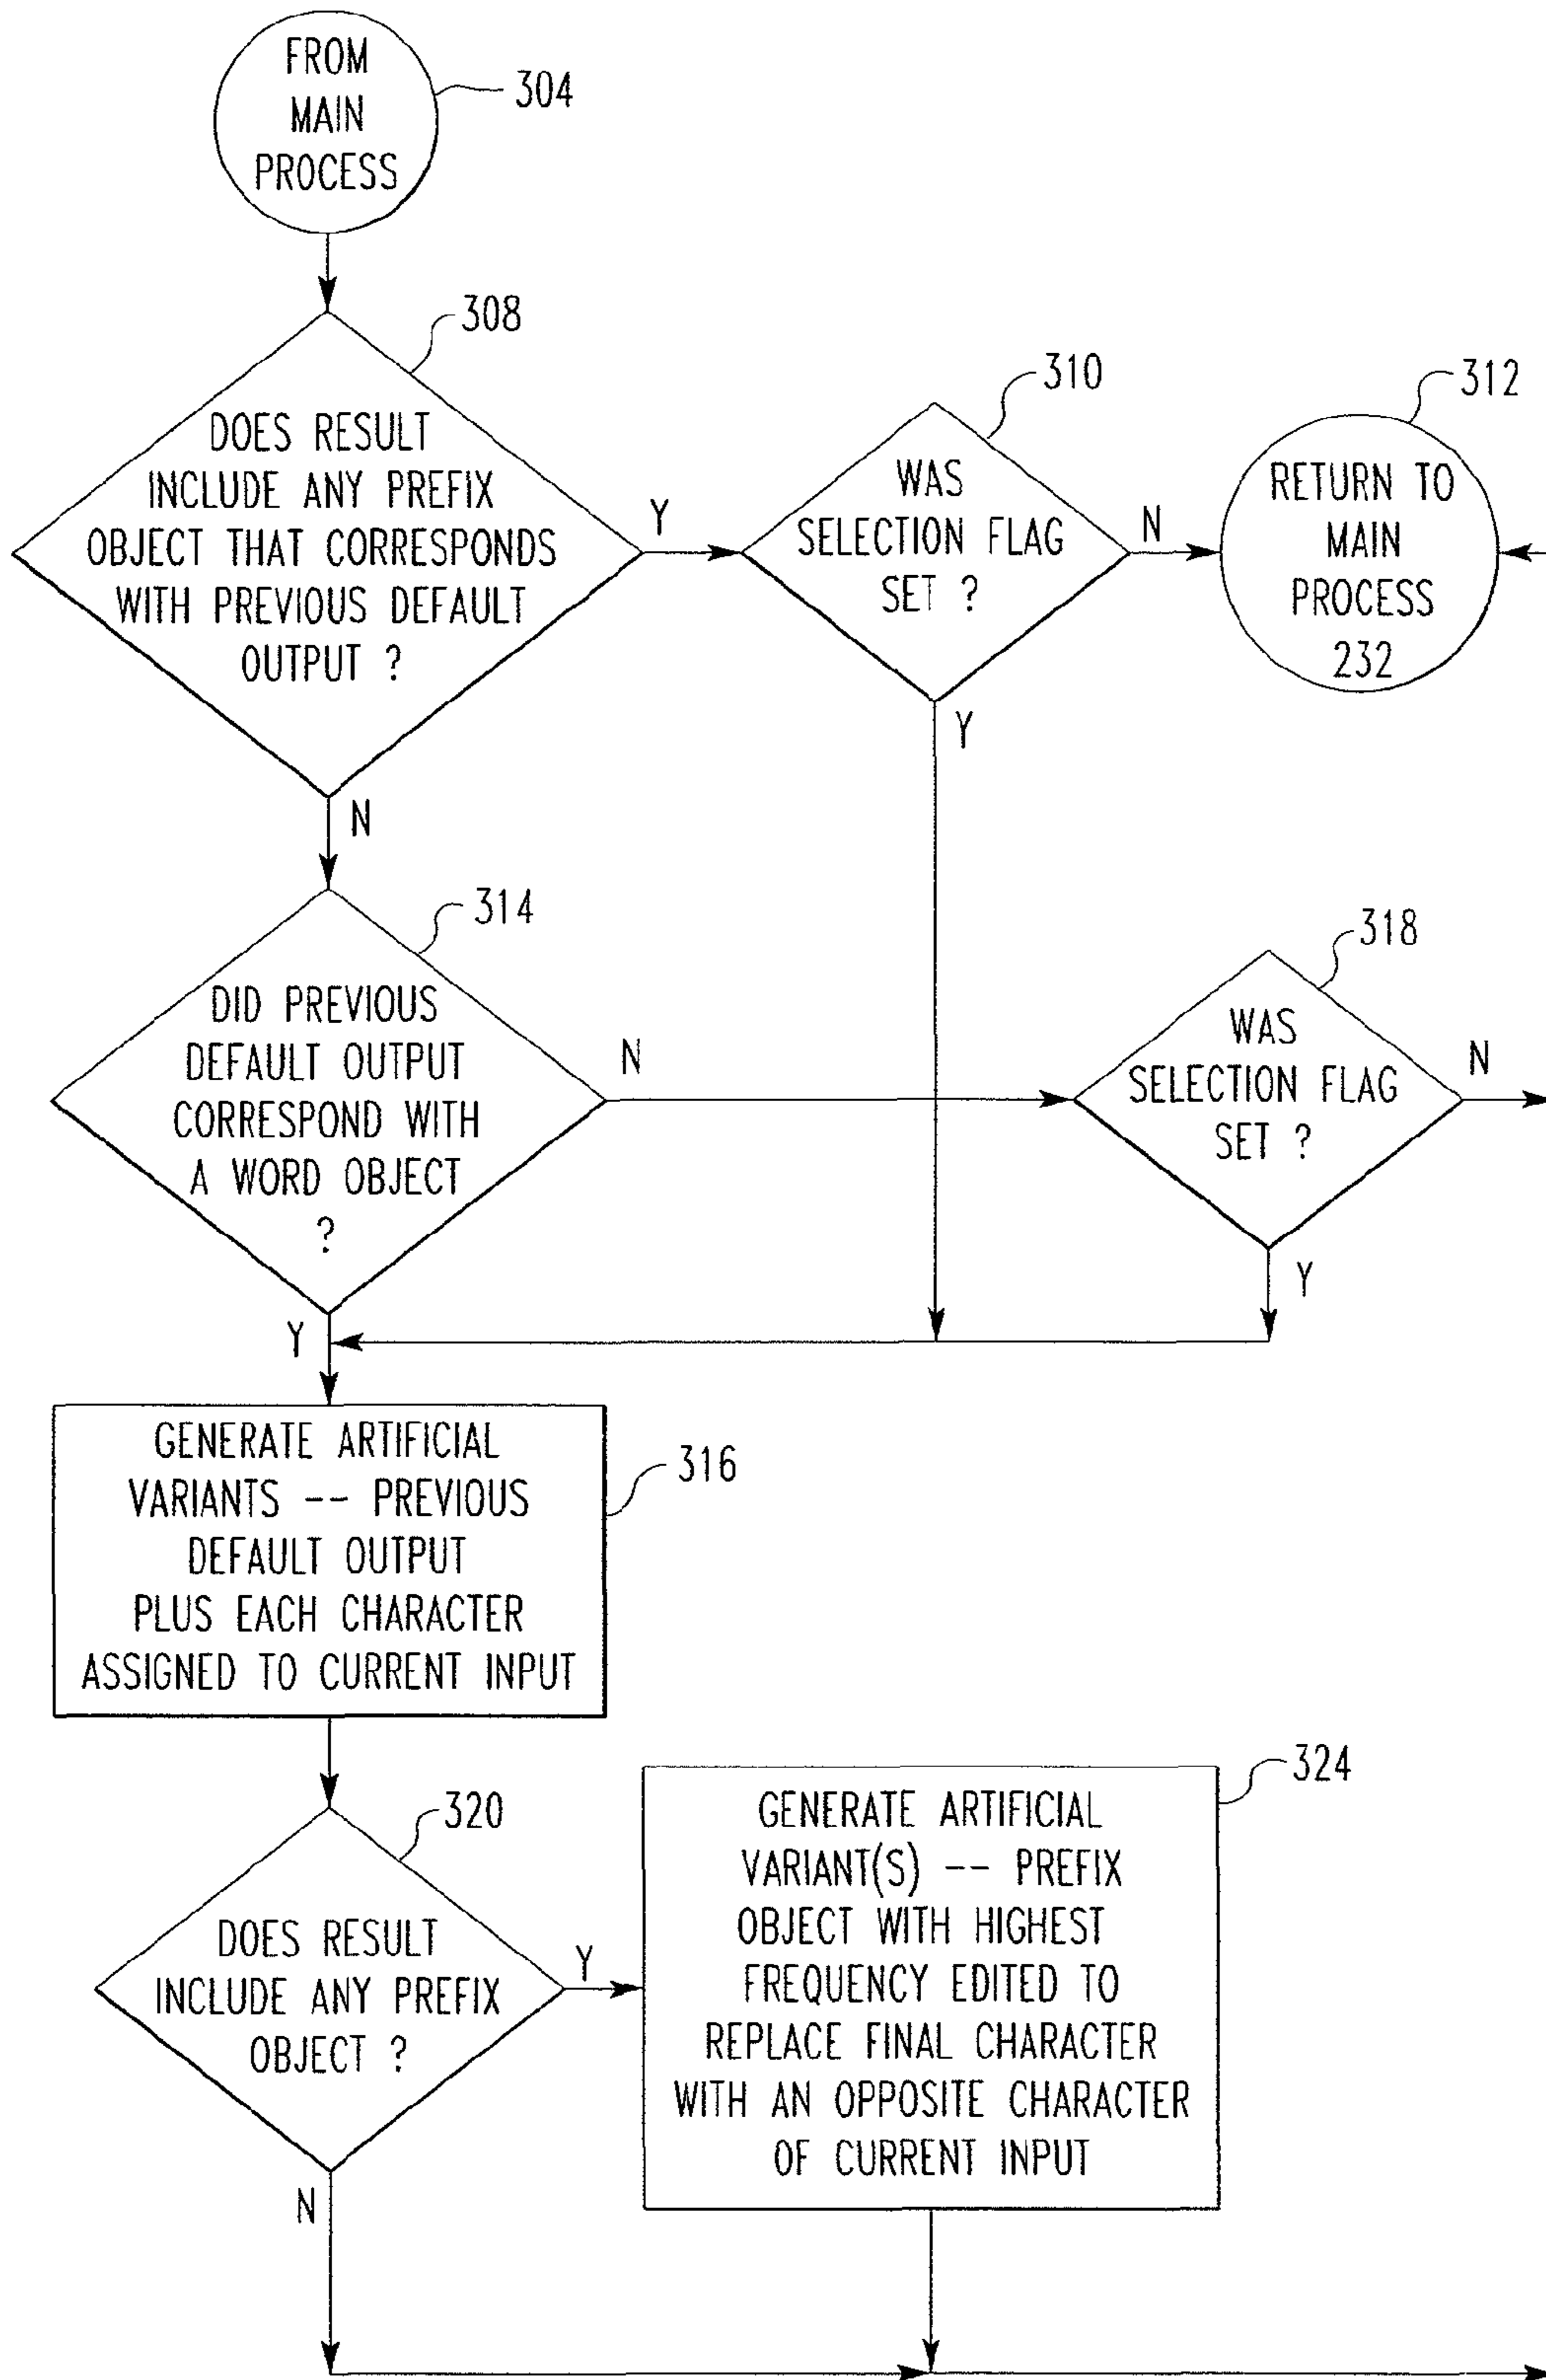 FROM
MAIN
PROCESS
304
308
DOES RESULT
INCLUDE ANY PREFIX
OBJECT THAT CORRESPONDS
WITH PREVIOUS DEFAULT
OUTPUT ?
Y
N
310
WAS
SELECTION FLAG
SET ?
N
Y
312
RETURN TO
MAIN
PROCESS
232
314
DID PREVIOUS
DEFAULT OUTPUT
CORRESPOND WITH
A WORD OBJECT
?
N
Y
318
WAS
SELECTION FLAG
SET ?
N
Y
GENERATE ARTIFICIAL
VARIANTS -- PREVIOUS
DEFAULT OUTPUT
PLUS EACH CHARACTER
ASSIGNED TO CURRENT INPUT
316
320
DOES RESULT
INCLUDE ANY PREFIX
OBJECT ?
Y
N
324
GENERATE ARTIFICIAL
VARIANT(S) -- PREFIX
OBJECT WITH HIGHEST
FREQUENCY EDITED TO
REPLACE FINAL CHARACTER
WITH AN OPPOSITE CHARACTER
OF CURRENT INPUT